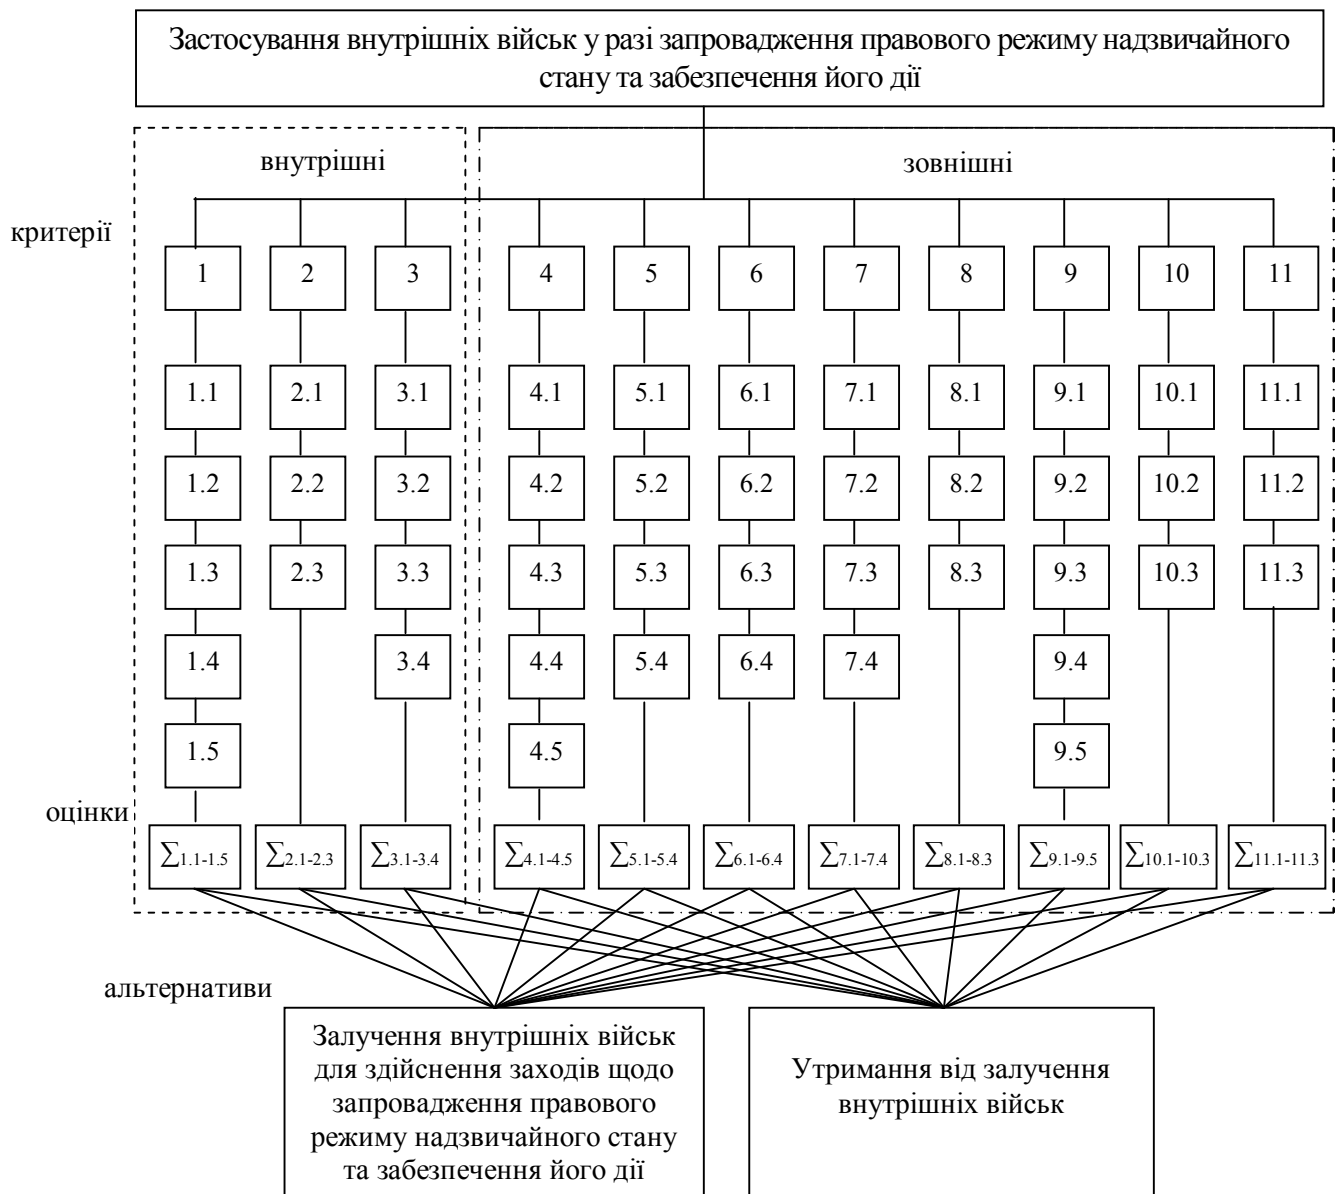 Застосування внутрішніх військ у разі запровадження правового режиму надзвичайного
стану та забезпечення його дії
внутрішні зовнішні
критерії
1 2 3 4 5 6 7 8 9 10 11
1.1 2.1 3.1 4.1 5.1 6.1 7.1 8.1 9.1 10.1 11.1
1.2 2.2 3.2 4.2 5.2 6.2 7.2 8.2 9.2 10.2 11.2
1.3 2.3 3.3 4.3 5.3 6.3 7.3 8.3 9.3 10.3 11.3
1.4 3.4 4.4 5.4 6.4 7.4 9.4
1.5 4.5 9.5
оцінки
∑1.1-1.5 ∑2.1-2.3 ∑3.1-3.4 ∑4.1-4.5 ∑5.1-5.4 ∑6.1-6.4 ∑7.1-7.4 ∑8.1-8.3 ∑9.1-9.5 ∑10.1-10.3 ∑11.1-11.3
альтернативи
Залучення внутрішніх військ
для здійснення заходів щодо
запровадження правового
режиму надзвичайного стану
та забезпечення його дії
Утримання від залучення
внутрішніх військ